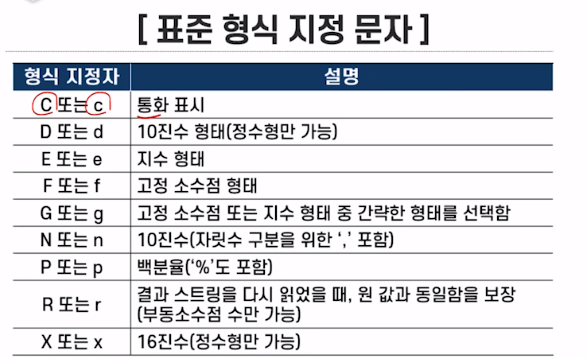 [ 표준 형식 지정 문자 ]
형식 지정자 설명
C 또는 c 통화 표시
D 또는 d 10진수 형태(정수형만 가능)
E 또는 e 지수 형태
F 또는 f 고정 소수점 형태
G 또는 g 고정 소수점 또는 지수 형태 중 간략한 형태를 선택함
N 또는 n 10진수(자릿수 구분을 위한 ‘,’ 포함)
P 또는 p 백분율(‘%’도 포함)
R 또는 r 결과 스트링을 다시 읽었을 때, 원 값과 동일함을 보장
(부동소수점 수만 가능)
X 또는 x 16진수(정수형만 가능)